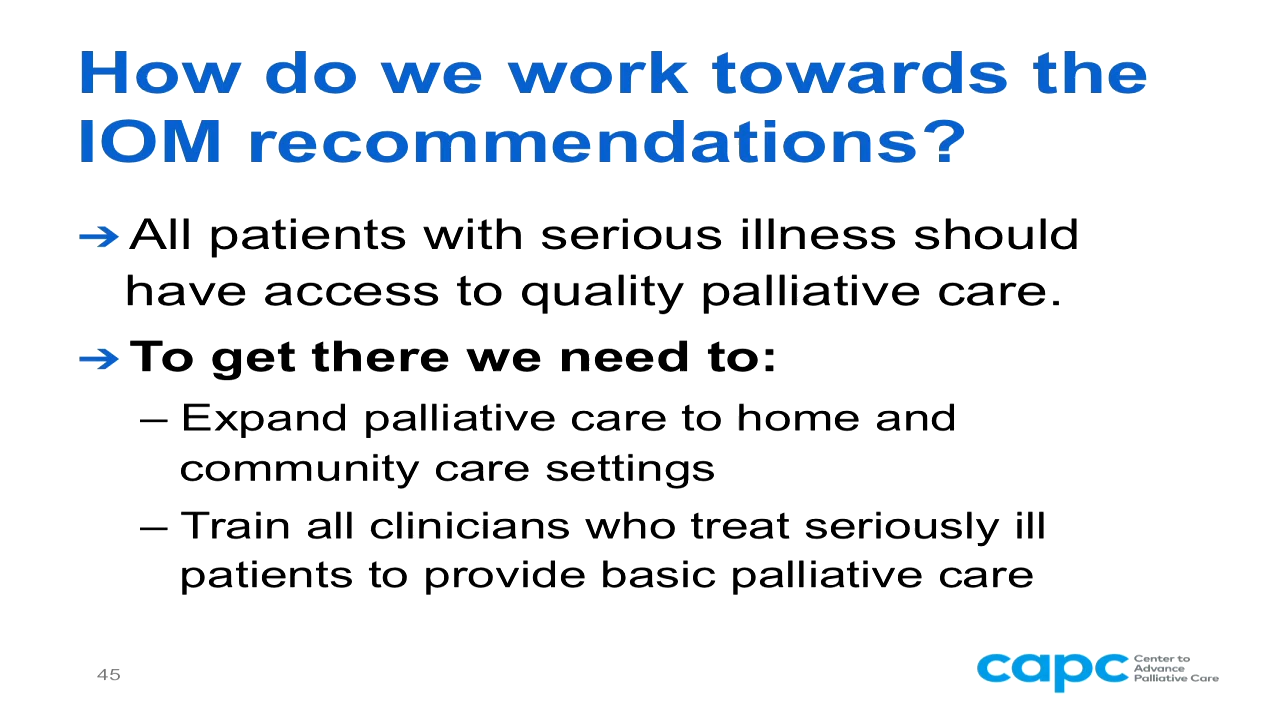 How do we work towards the
IOM recommendations?
➔ All patients with serious illness should
have access to quality palliative care.
➔ To get there we need to:
– Expand palliative care to home and
community care settings
– Train all clinicians who treat seriously ill
patients to provide basic palliative care
45
capc
Center to
Advance
Palliative Care